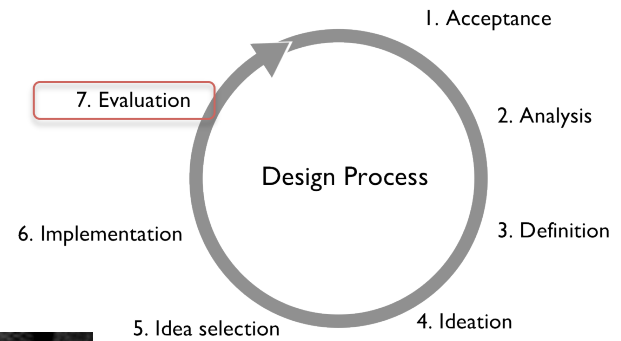 1. Acceptance
2. Analysis
3. Definition
4. Ideation
5. Idea selection
6. Implementation
7. Evaluation
Design Process